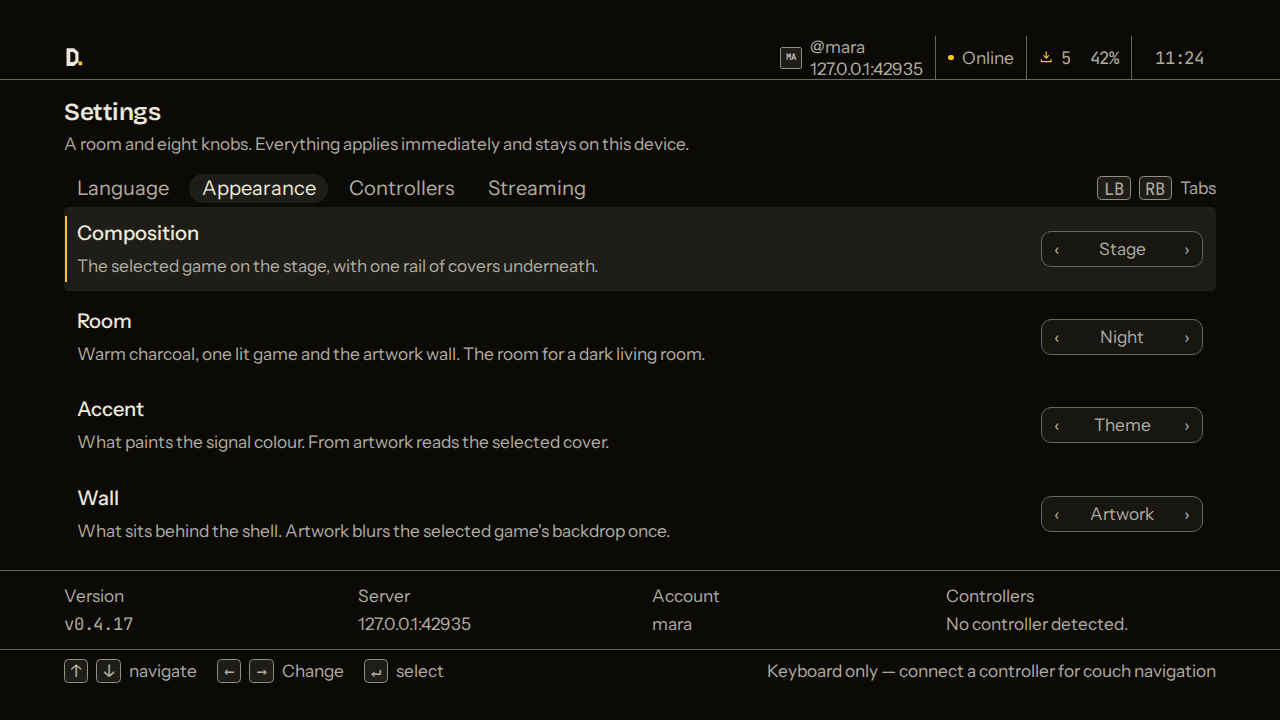 D.
MA
@mara
127.0.0.1:42935
Online
5 42%
11:24
Settings
A room and eight knobs. Everything applies immediately and stays on this device.
Language Appearance Controllers Streaming
LB RB Tabs
Composition
The selected game on the stage, with one rail of covers underneath.
‹ Stage ›
Room
Warm charcoal, one lit game and the artwork wall. The room for a dark living room.
‹ Night ›
Accent
What paints the signal colour. From artwork reads the selected cover.
‹ Theme ›
Wall
What sits behind the shell. Artwork blurs the selected game's backdrop once.
‹ Artwork ›
Version Server Account Controllers
v0.4.17 127.0.0.1:42935 mara No controller detected.
↑ ↓ navigate ← → Change ↵ select
Keyboard only — connect a controller for couch navigation